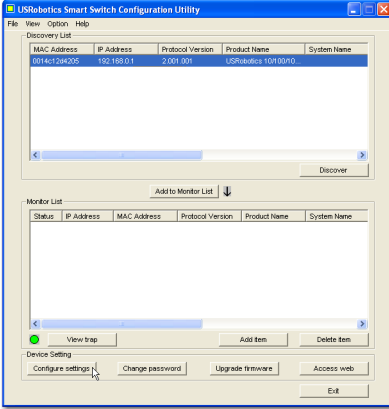 USRobotics Smart Switch Configuration Utility
File View Option Help
Discovery List
MAC Address IP Address Protocol Version Product Name System Name
0014c12d4205 192.168.0.1 2.001.001 USRobotics 10/100/10...
Discover
Add to Monitor List
Monitor List
Status IP Address MAC Address Protocol Version Product Name System Name
View trap Add item Delete item
Device Setting
Configure settings Change password Upgrade firmware Access web
Exit